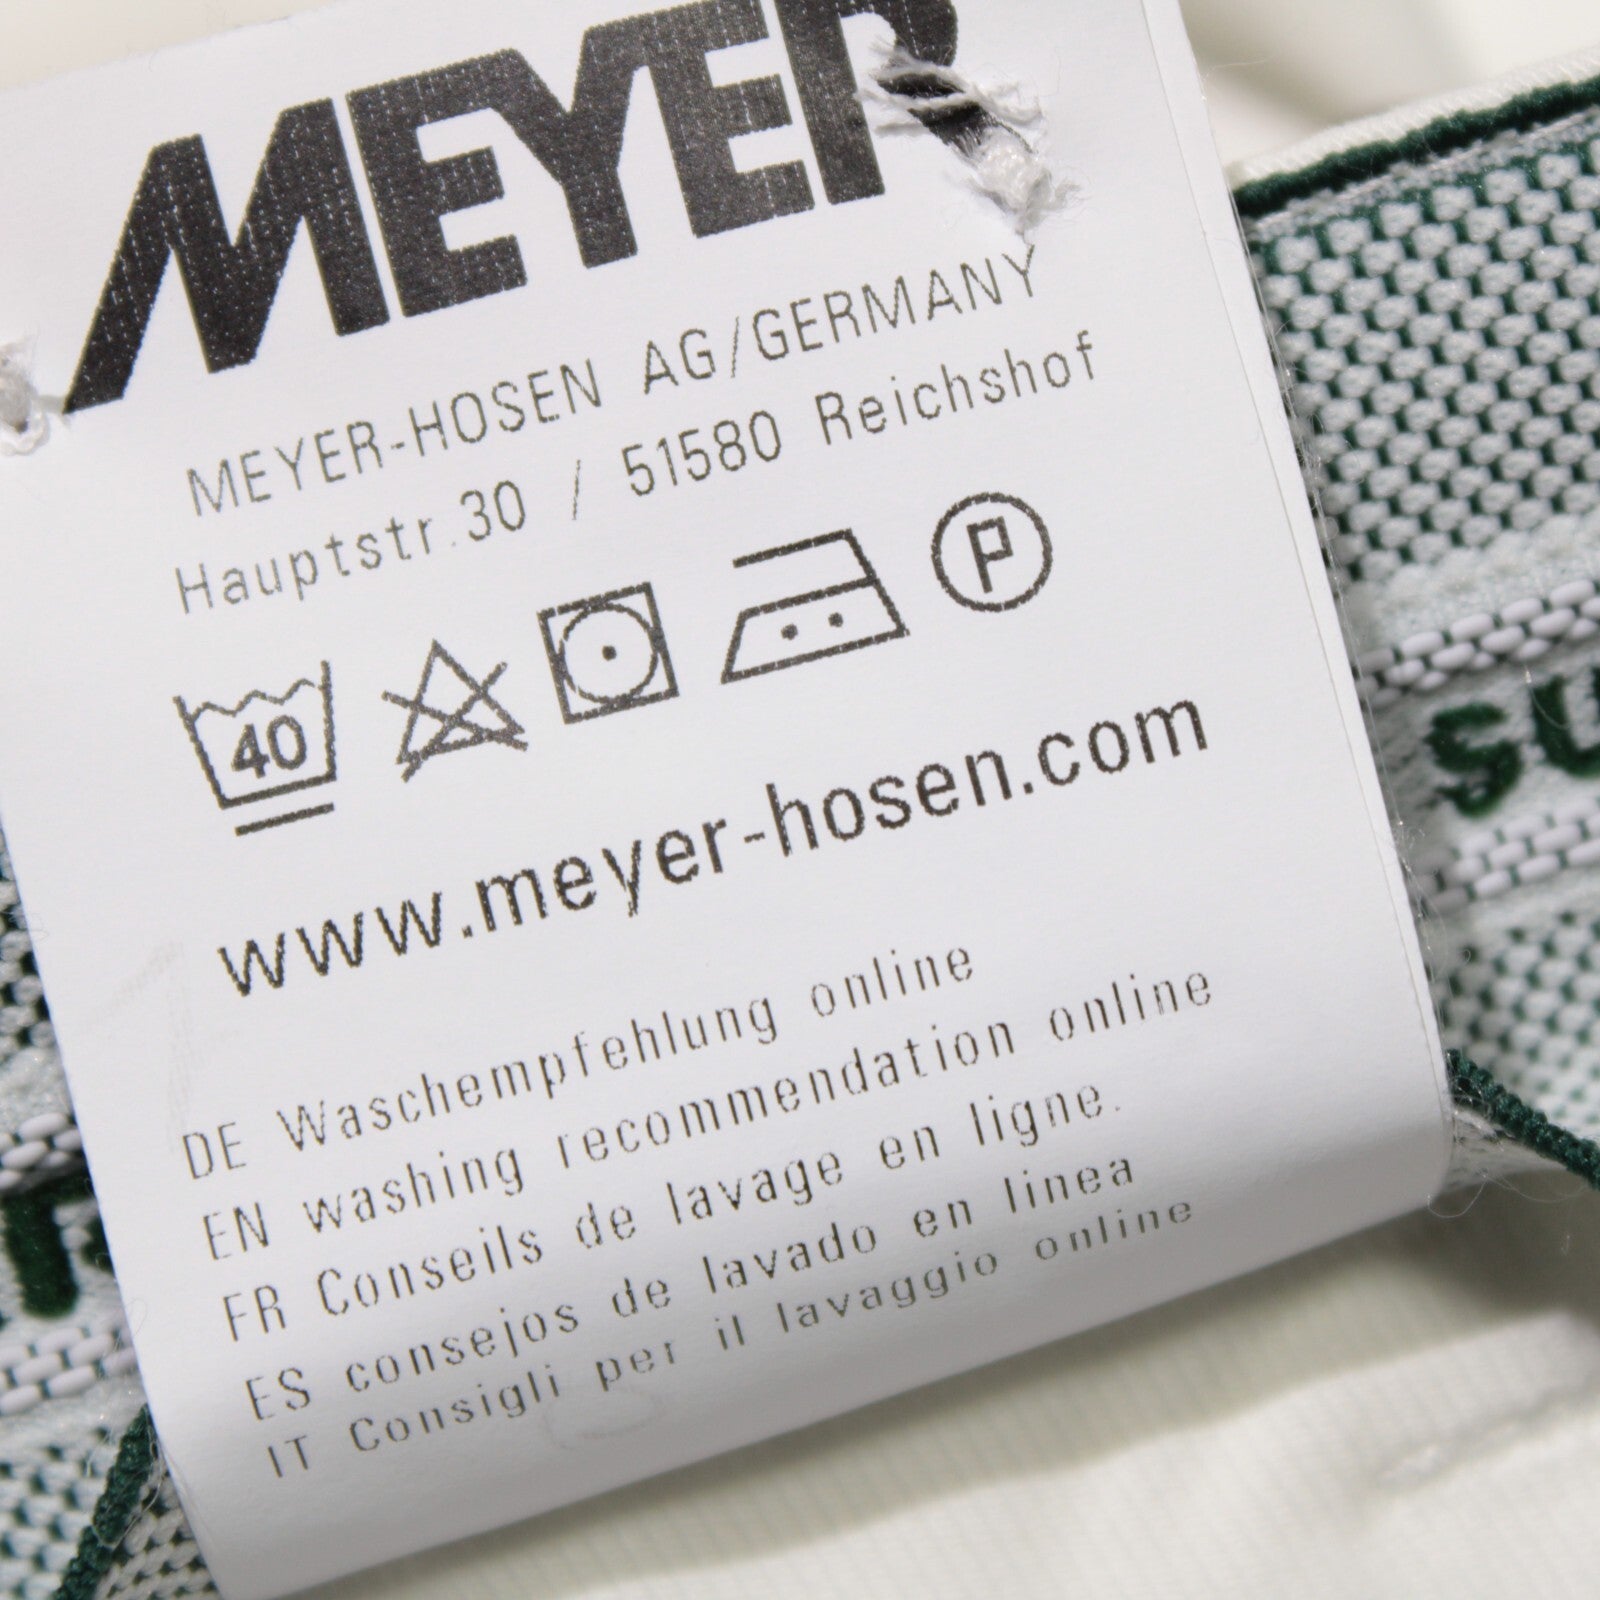 MEYER
MEYER-HOSEN AG/GERMANY
Hauptstr.30 / 51580 Reichshof
40
P
www.meyer-hosen.com
DE Waschempfehlung online
EN washing recommendation online
FR Conseils de lavage en ligne.
ES consejos de lavado en linea
IT Consigli per il lavaggio online